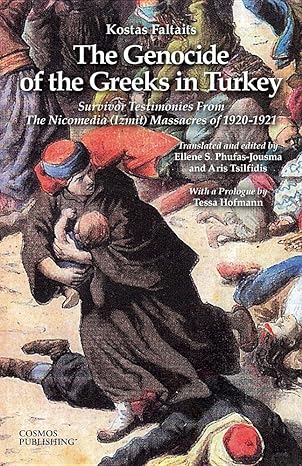 Kostas Faltaits
The Genocide
of the Greeks in Turkey
Survivor Testimonies From
The Nicomedia (Izmit) Massacres of 1920-1921
Translated and edited by
Ellene S. Phufas-Jousma
and Aris Tsilfidis
With a Prologue by
Tessa Hofmann
COSMOS
PUBLISHING™